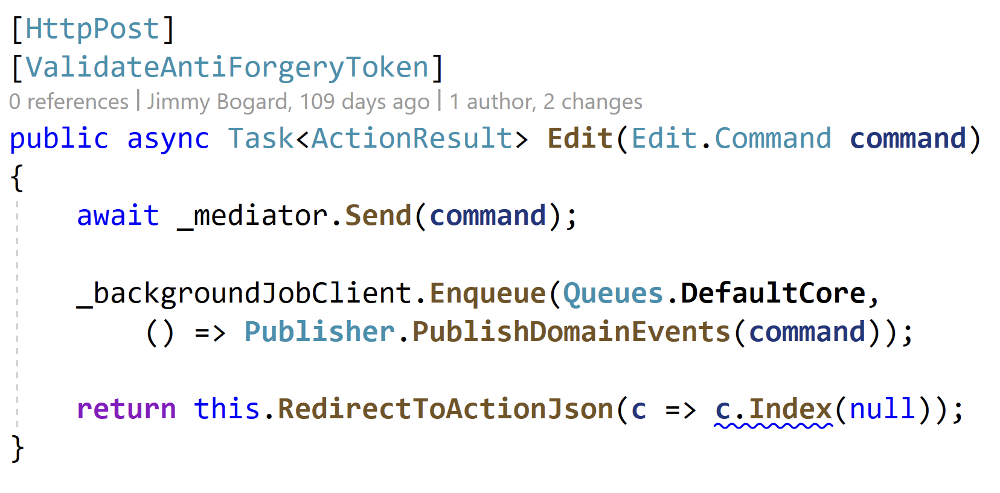 [HttpPost]
[ValidateAntiForgeryToken]
0 references | Jimmy Bogard, 109 days ago | 1 author, 2 changes
public async Task<ActionResult> Edit(Edit.Command command)
{
    await _mediator.Send(command);
    _backgroundJobClient.Enqueue(Queues.DefaultCore,
        () => Publisher.PublishDomainEvents(command));
    return this.RedirectToActionJson(c => c.Index(null));
}